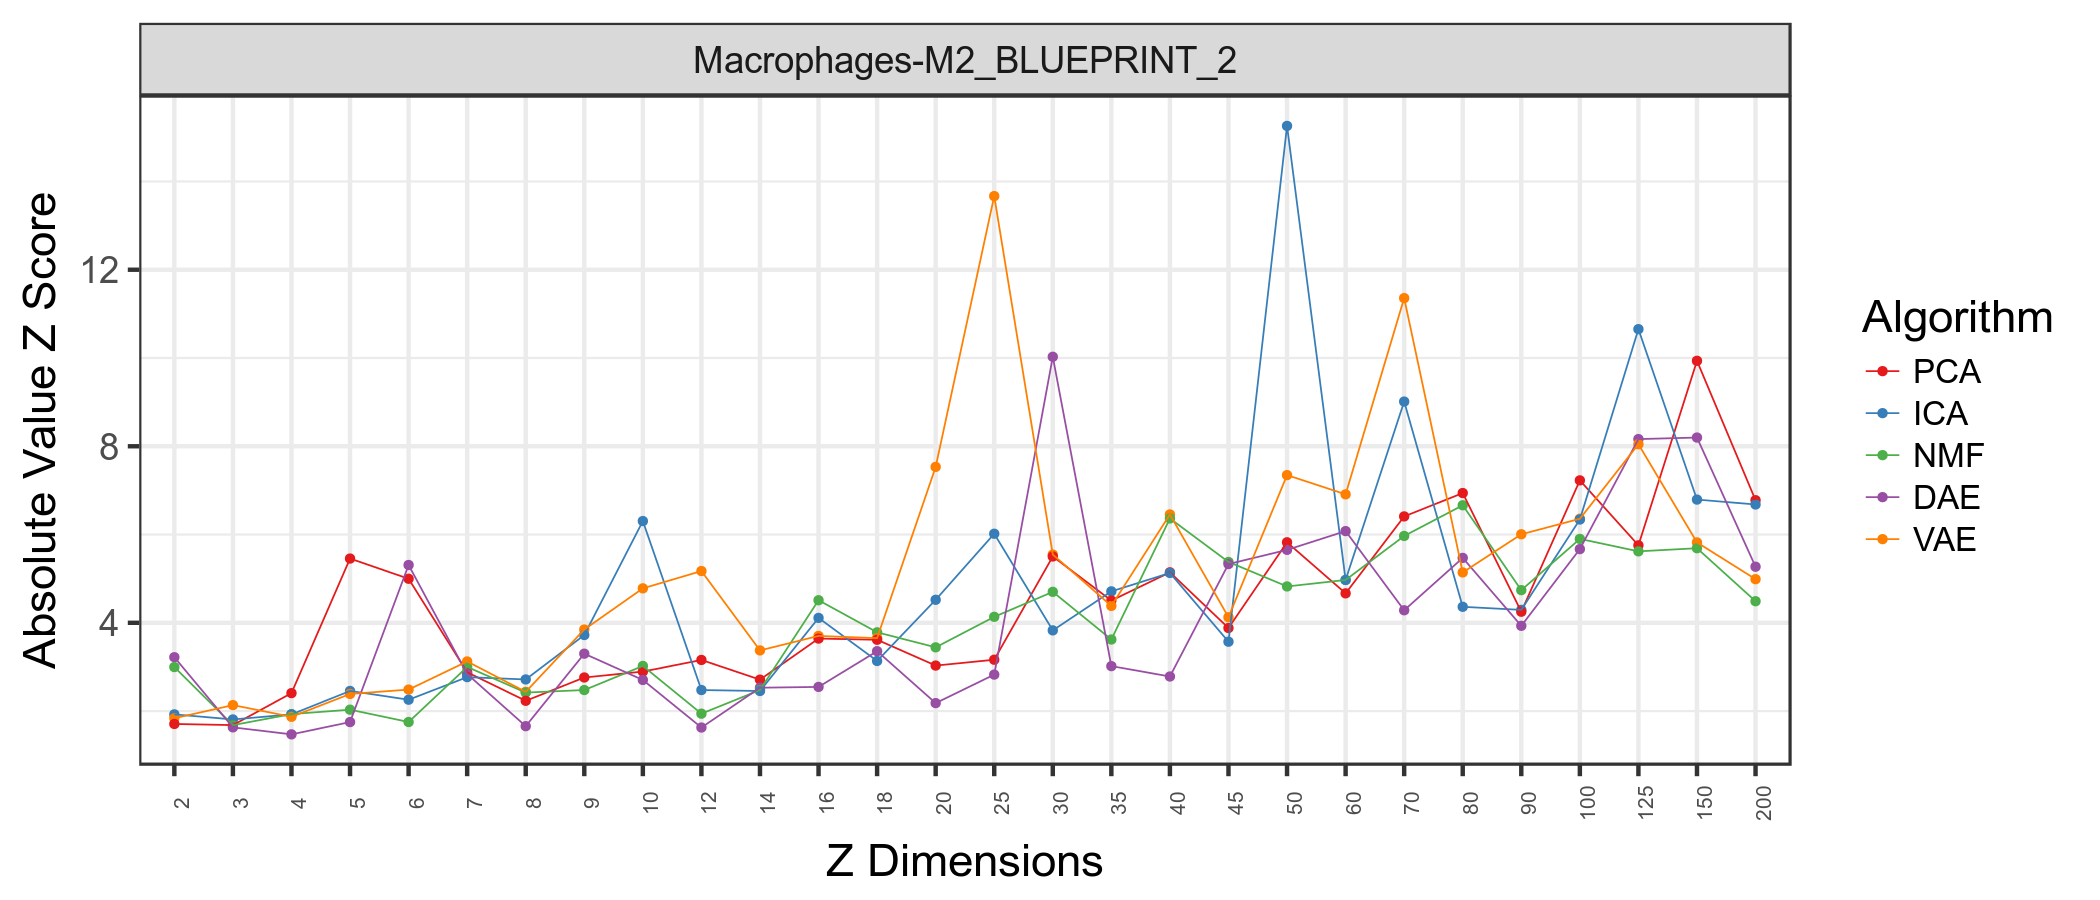 Macrophages-M2_BLUEPRINT_2
Absolute Value Z Score
12
8
4
2 3 4 5 6 7 8 9 10 12 14 16 18 20 25 30 35 40 45 50 60 70 80 90 100 125 150 200
Z Dimensions
Algorithm
PCA
ICA
NMF
DAE
VAE